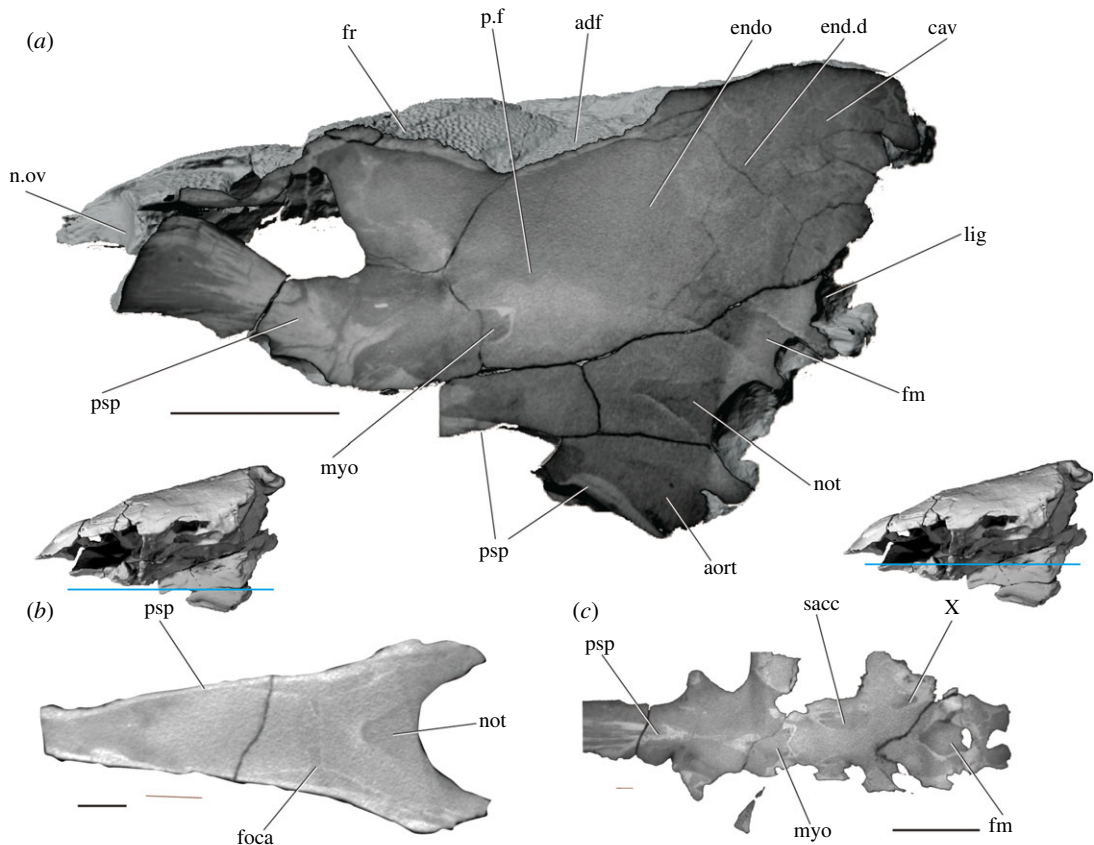 (a)
fr
p.f
adf
endo
end.d
cav
n.ov
lig
psp
myo
fm
not
psp
aort
(b)
psp
not
foca
(c)
psp
sacc
X
myo
fm